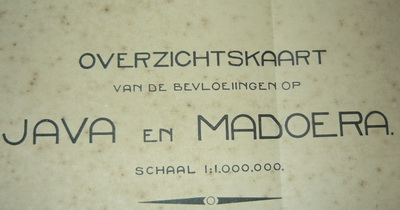 OVERZICHTSKAART
VAN DE BEVLOEIINGEN OP
JAVA EN MADOERA.
SCHAAL 1:1.000.000.